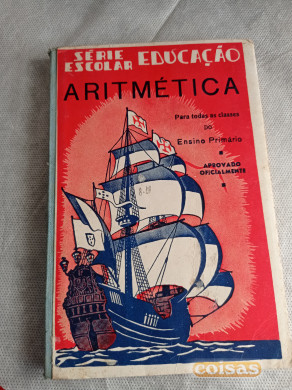 SÉRIE ESCOLAR EDUCAÇÃO
ARITMÉTICA
Para todas as classes
DO
Ensino Primário
APROVADO
OFICIALMENTE
coisas